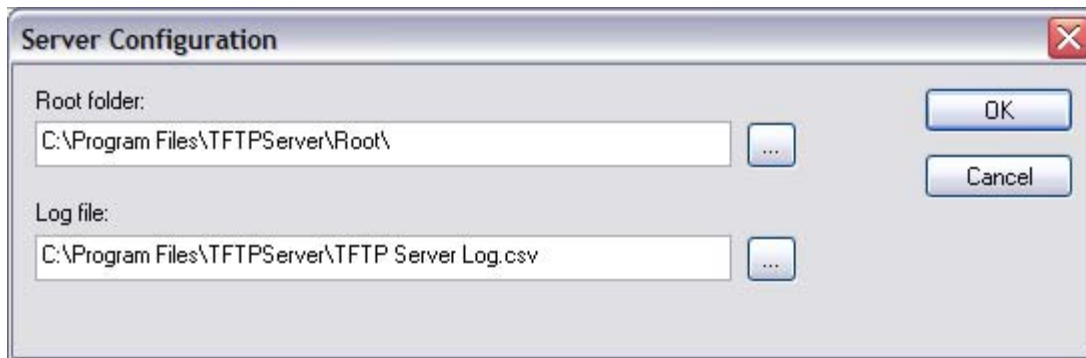 Server Configuration
Root folder:
C:\Program Files\TFTPServer\Root\
...
OK
Cancel
Log file:
C:\Program Files\TFTPServer\TFTP Server Log.csv
...